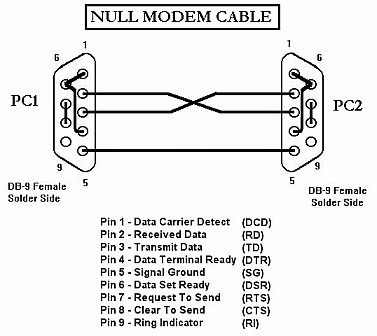 NULL MODEM CABLE
6 1 1 6
PC1 PC2
9 5 5 9
DB-9 Female
Solder Side
DB-9 Female
Solder Side
Pin 1 - Data Carrier Detect (DCD)
Pin 2 - Received Data (RD)
Pin 3 - Transmit Data (TD)
Pin 4 - Data Terminal Ready (DTR)
Pin 5 - Signal Ground (SG)
Pin 6 - Data Set Ready (DSR)
Pin 7 - Request To Send (RTS)
Pin 8 - Clear To Send (CTS)
Pin 9 - Ring Indicator (RI)